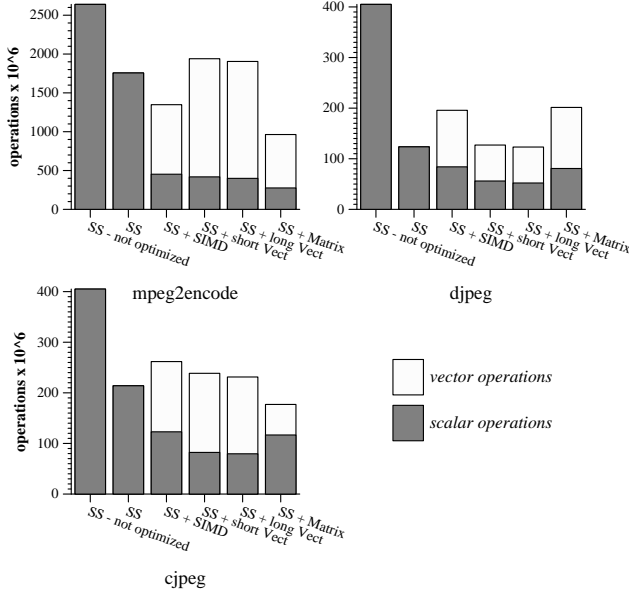 operations x 10^6
2500
2000
1500
1000
500
0
SS - not optimized
SS
SS + SIMD
SS + short Vect
SS + long Vect
SS + Matrix
mpeg2encode
400
300
200
100
0
SS - not optimized
SS
SS + SIMD
SS + short Vect
SS + long Vect
SS + Matrix
djpeg
operations x 10^6
400
300
200
100
0
SS - not optimized
SS
SS + SIMD
SS + short Vect
SS + long Vect
SS + Matrix
cjpeg
vector operations
scalar operations